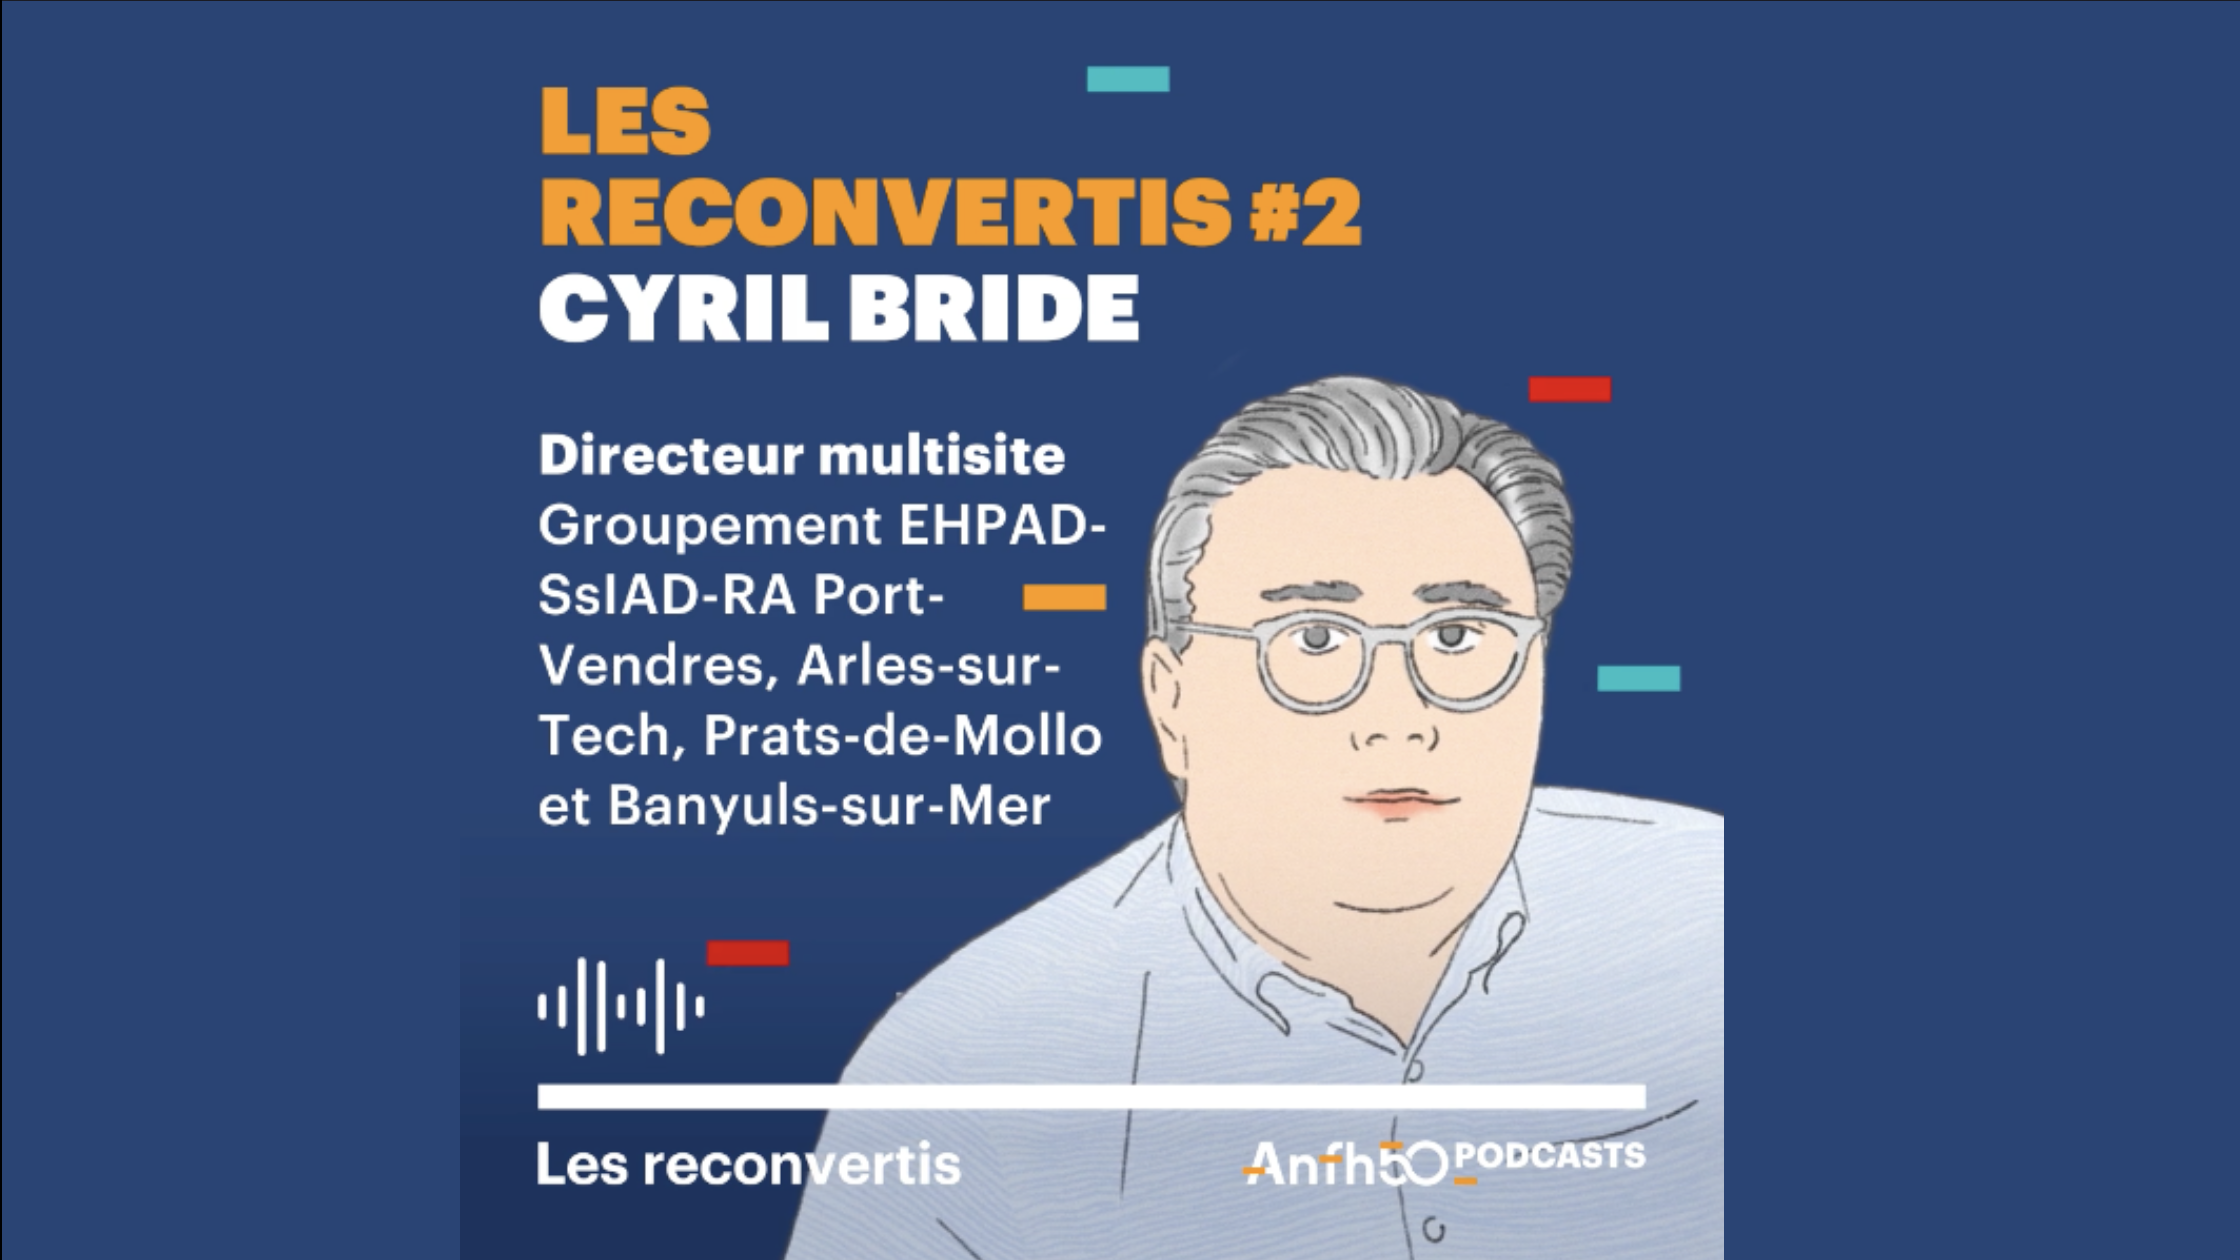 LES
RECONVERTIS #2
CYRIL BRIDE
Directeur multisite
Groupement EHPAD-
SsIAD-RA Port-
Vendres, Arles-sur-
Tech, Prats-de-Mollo
et Banyuls-sur-Mer
Les reconvertis
Anfh50 PODCASTS